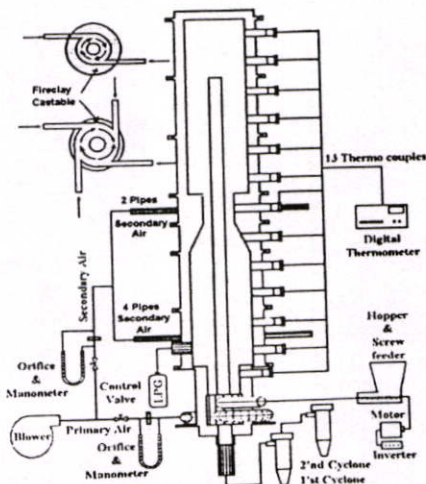 Fireclay
Castable
13 Thermo couples
2 Pipes
Secondary
Air
Digital
Thermometer
Secondary Air
4 Pipes
Secondary
Air
Hopper
&
Screw
feeder
Orifice
&
Manometer
Control
Valve
LPG
Motor
Blower
Primary Air
Inverter
Orifice
&
Manometer
2'nd Cyclone
1'st Cyclone